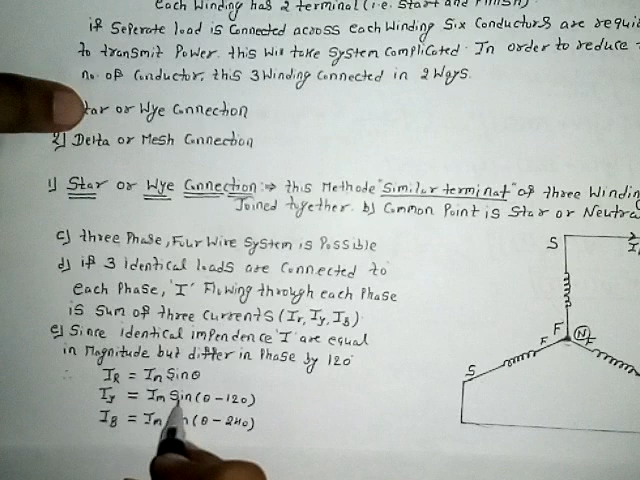 each Winding has 2 terminal (i.e. Start and Finish)
if Seperate load is Connected across each Winding Six Conductors are requi
to transmit Power. this Will take System Complicated. In order to reduce
no. of Conductor, this 3 Winding Connected in 2 Ways.
tar or Wye Connection
2] Delta or Mesh Connection
1) Star or Wye Connection :⇒ this Methode "Similar terminal" of three Windin
Joined together. b) Common Point is Star or Neutra
c) three Phase, Four Wire System is Possible
d) if 3 identical loads are Connected to
each Phase, 'I' Flowing through each Phase
is Sum of three Currents (Ir, Iy, IB)
e) Since identical impendence 'I' are equal
in Magnitude but differ in Phase by 120
∴ IR = Im Sinθ
Iy = Im Sin(θ-120)
IB = Im n(θ-240)
S
F
N
F
F
S